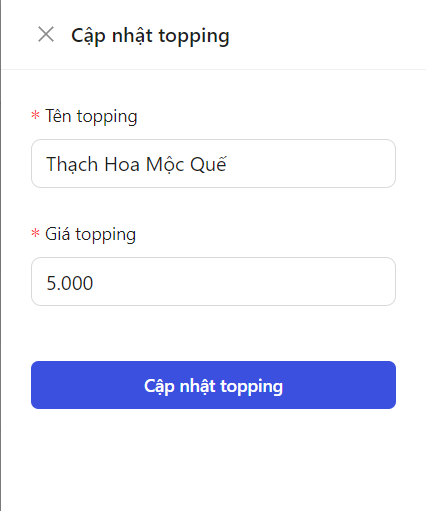 Cập nhật topping
* Tên topping
Thạch Hoa Mộc Quế
* Giá topping
5.000
Cập nhật topping